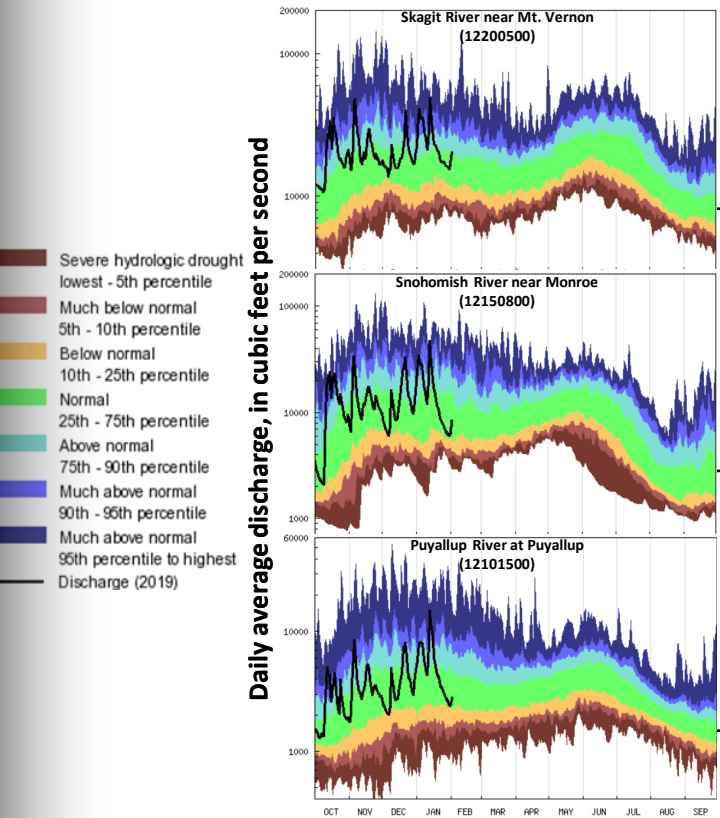 200000
Skagit River near Mt. Vernon
(12200500)
100000
10000
Severe hydrologic drought
lowest - 5th percentile
Much below normal
5th - 10th percentile
Below normal
10th - 25th percentile
Normal
25th - 75th percentile
Above normal
75th - 90th percentile
Much above normal
90th - 95th percentile
Much above normal
95th percentile to highest
Discharge (2019)
Daily average discharge, in cubic feet per second
200000
Snohomish River near Monroe
(12150800)
100000
10000
1000
60000
Puyallup River at Puyallup
(12101500)
10000
1000
OCT NOV DEC JAN FEB MAR APR MAY JUN JUL AUG SEP